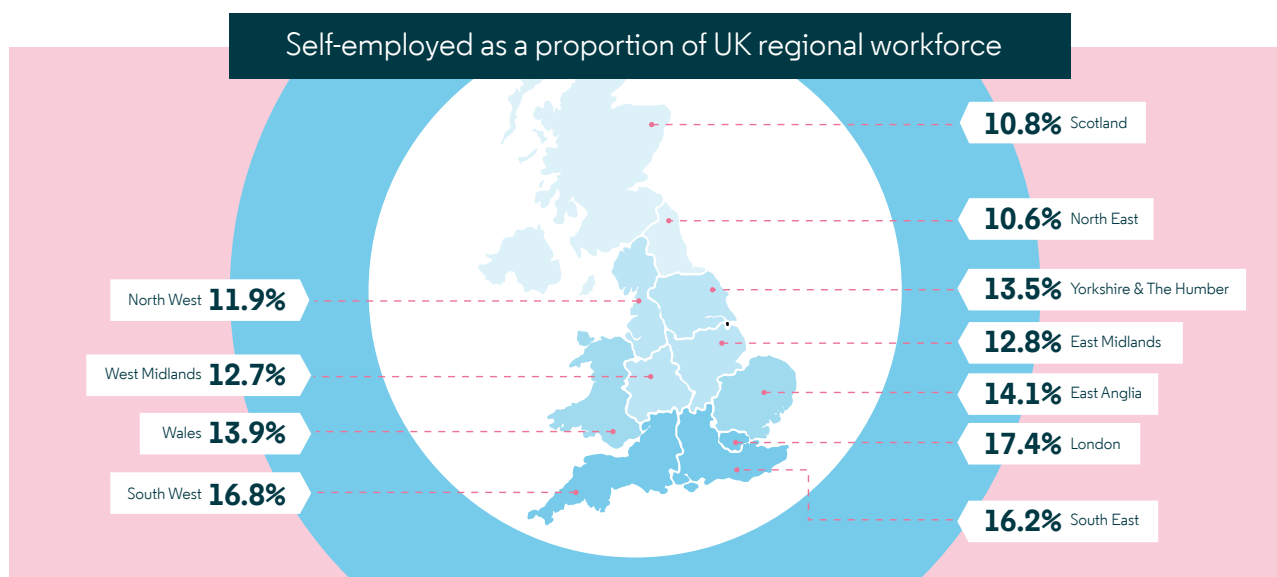 Self-employed as a proportion of UK regional workforce
10.8% Scotland
10.6% North East
North West 11.9%
13.5% Yorkshire & The Humber
12.8% East Midlands
West Midlands 12.7%
14.1% East Anglia
Wales 13.9%
17.4% London
South West 16.8%
16.2% South East